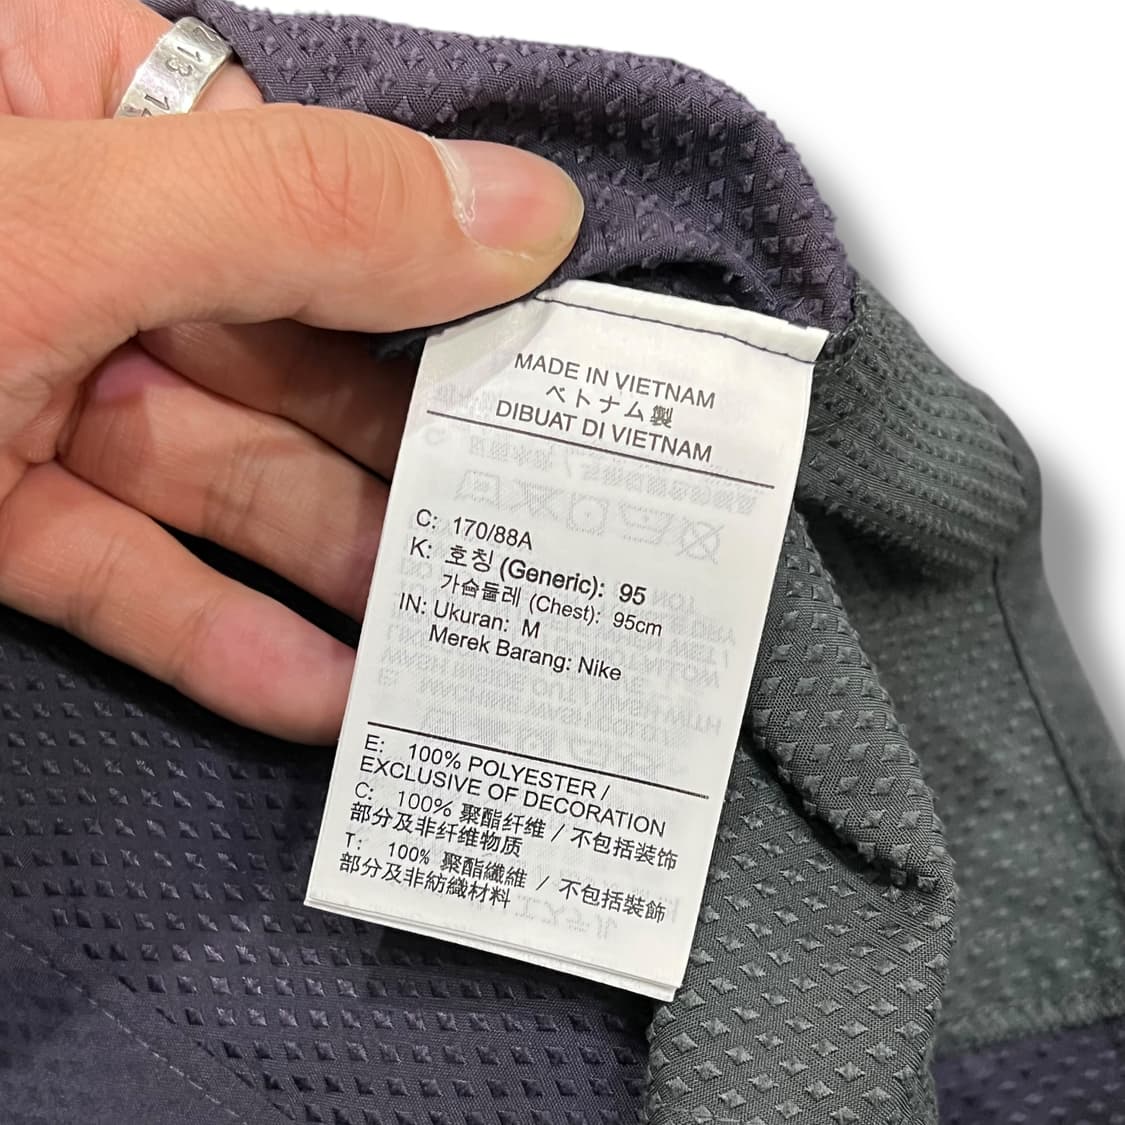 13
MADE IN VIETNAM
ベトナム製
DIBUAT DI VIETNAM
C: 170/88A
K: 호칭 (Generic): 95
가슴둘레 (Chest): 95cm
IN: Ukuran: M
Merek Barang: Nike
E: 100% POLYESTER /
EXCLUSIVE OF DECORATION
C: 100% 聚酯纤维 / 不包括装饰
部分及非纤维物质
T: 100% 聚酯纖維 / 不包括裝飾
部分及非紡織材料